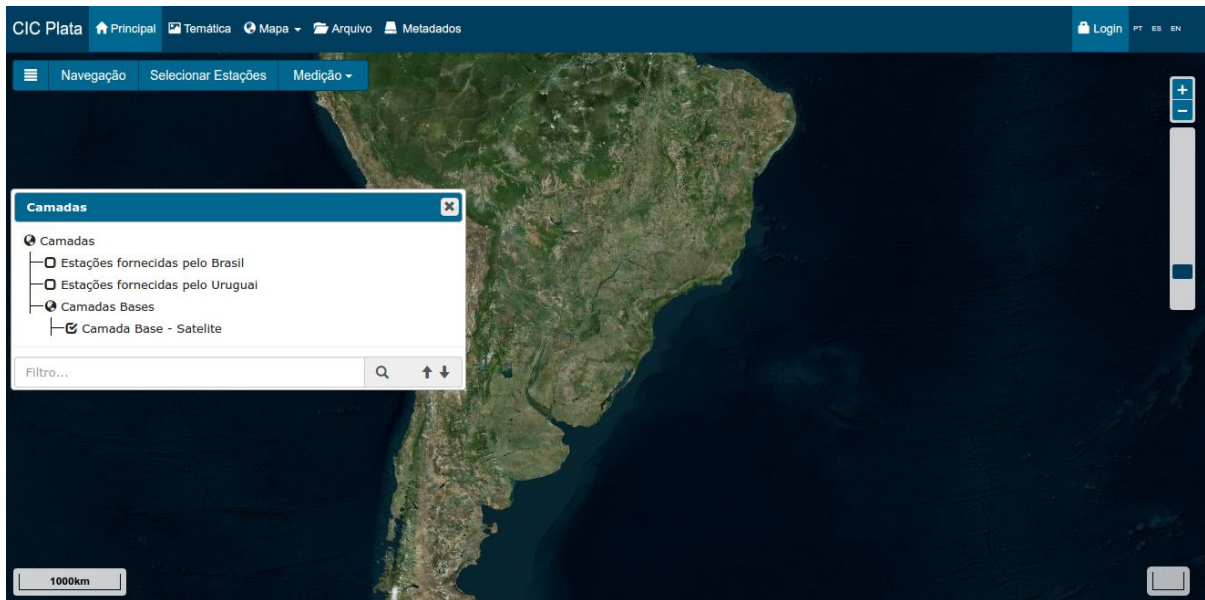 CIC Plata Principal Temática Mapa Arquivo Metadados Login PT ES EN
Navegação Selecionar Estações Medição
+
−
Camadas
Camadas
Estações fornecidas pelo Brasil
Estações fornecidas pelo Uruguai
Camadas Bases
Camada Base - Satelite
Filtro...
1000km